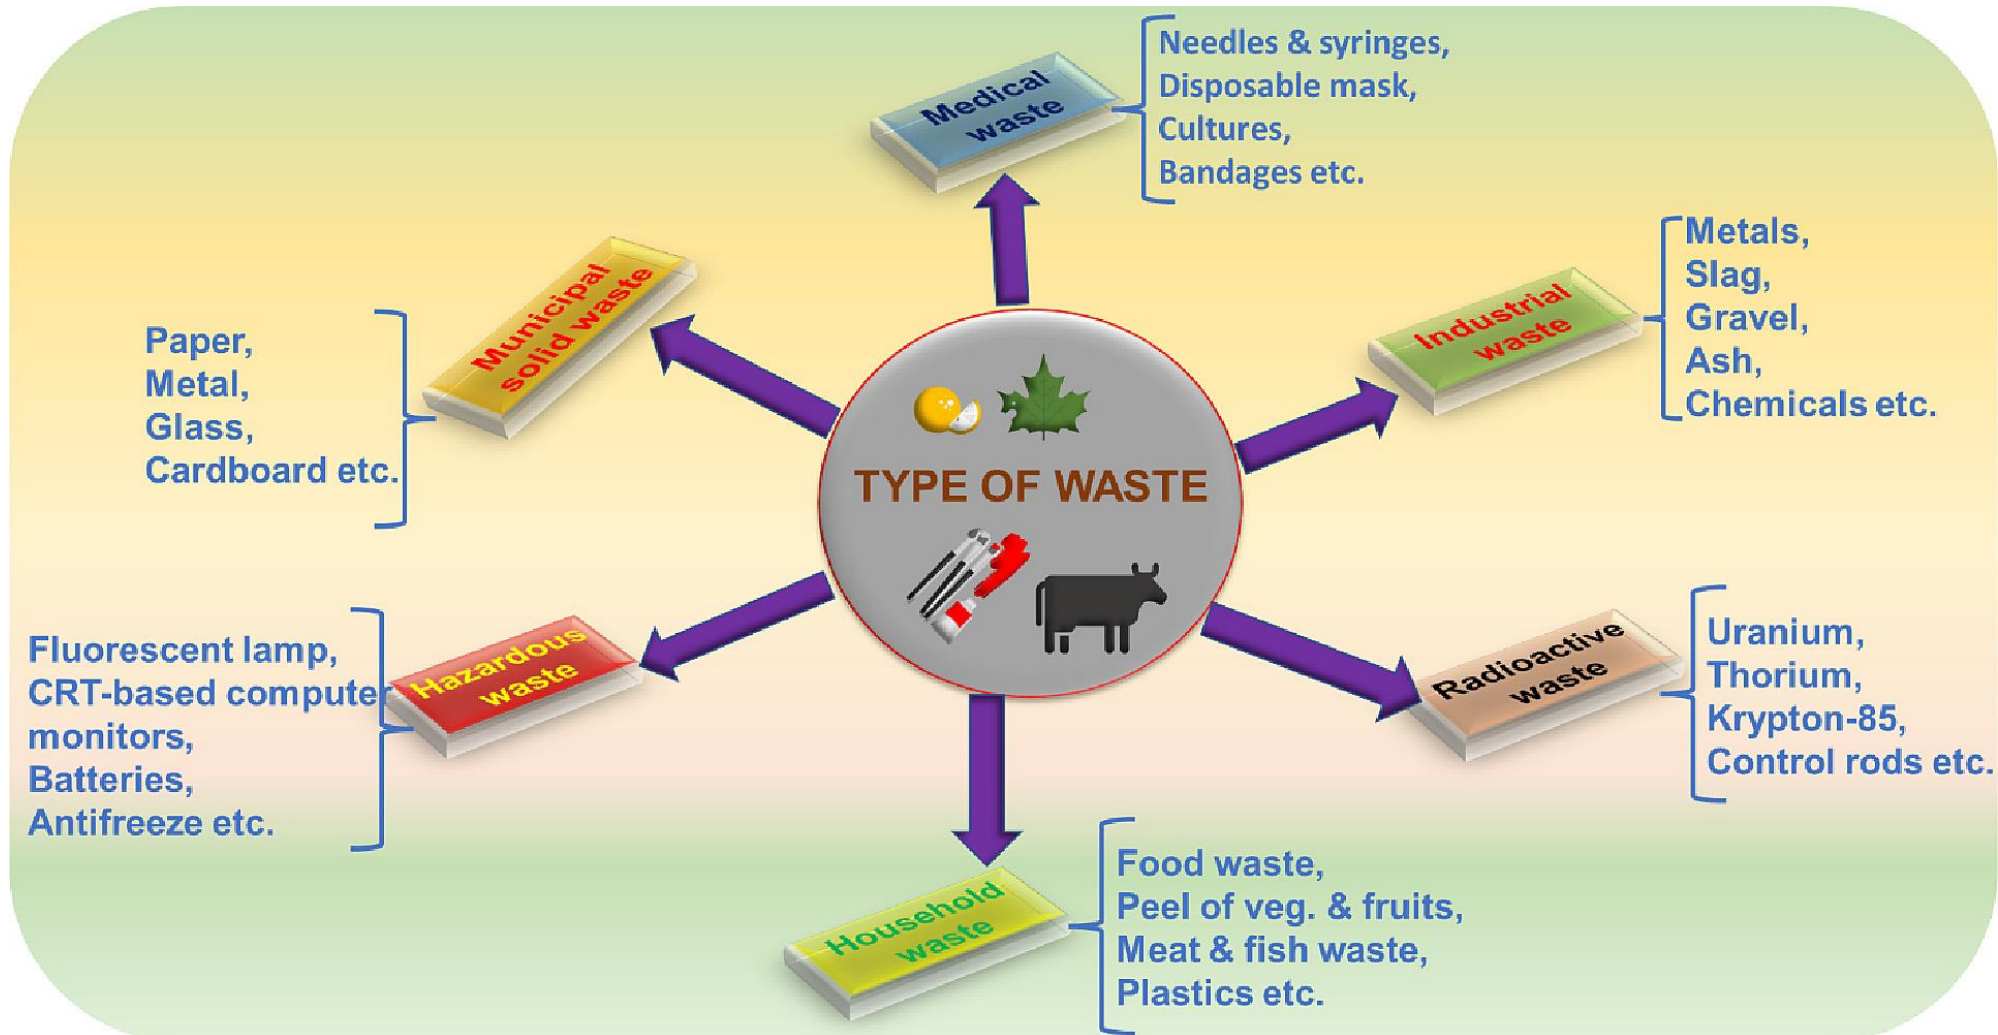 Needles & syringes,
Disposable mask,
Cultures,
Bandages etc.
Medical
waste
Metals,
Slag,
Gravel,
Ash,
Chemicals etc.
Industrial
waste
Municipal
solid waste
Paper,
Metal,
Glass,
Cardboard etc.
TYPE OF WASTE
Fluorescent lamp,
CRT-based computer
monitors,
Batteries,
Antifreeze etc.
Hazardous
waste
Radioactive
waste
Uranium,
Thorium,
Krypton-85,
Control rods etc.
Household
waste
Food waste,
Peel of veg. & fruits,
Meat & fish waste,
Plastics etc.